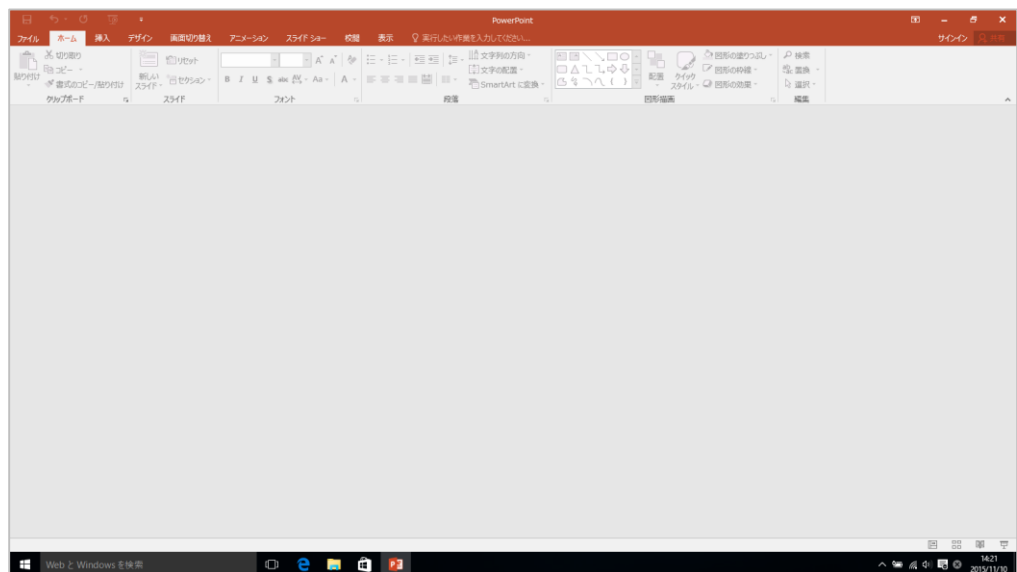 PowerPoint
ファイル ホーム 挿入 デザイン 画面切り替え アニメーション スライド ショー 校閲 表示 実行したい作業を入力してください... サインイン 共有
切り取り リセット 文字列の方向 図形の塗りつぶし 検索
コピー 文字の配置 図形の枠線 置換
貼り付け 書式のコピー/貼り付け 新しいスライド セクション B I U S abc AV Aa A SmartArt に変換 配置 クイックスタイル 図形の効果 選択
クリップボード スライド フォント 段落 図形描画 編集
Web と Windows を検索 14:21
2015/11/10